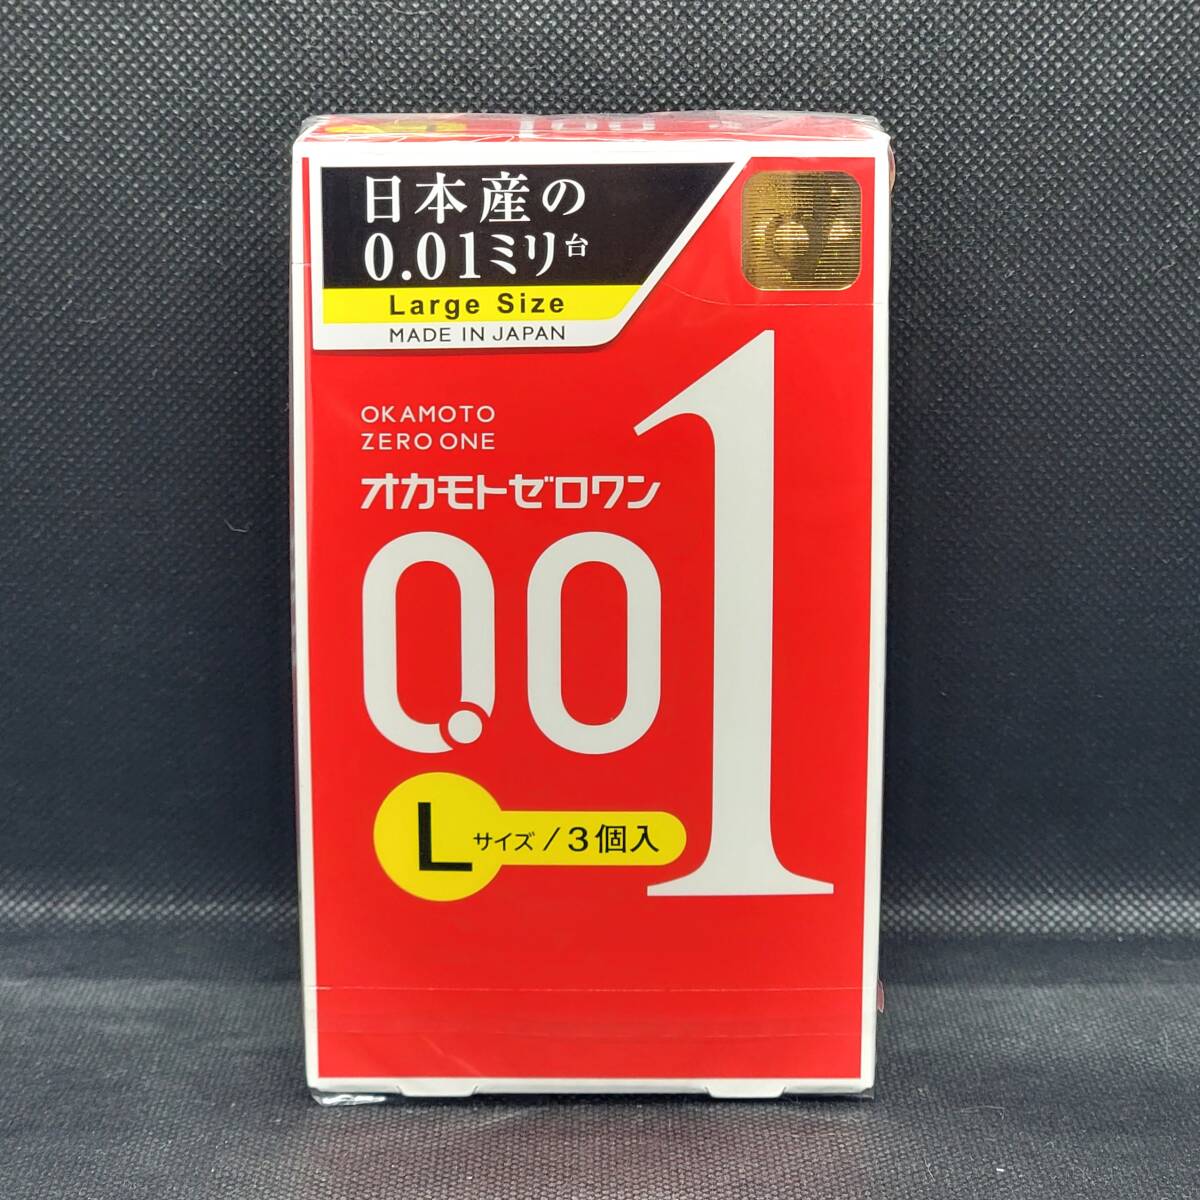 日本産の
0.01ミリ台
Large Size
MADE IN JAPAN
OKAMOTO
ZERO ONE
オカモトゼロワン
0.01
Lサイズ/3個入